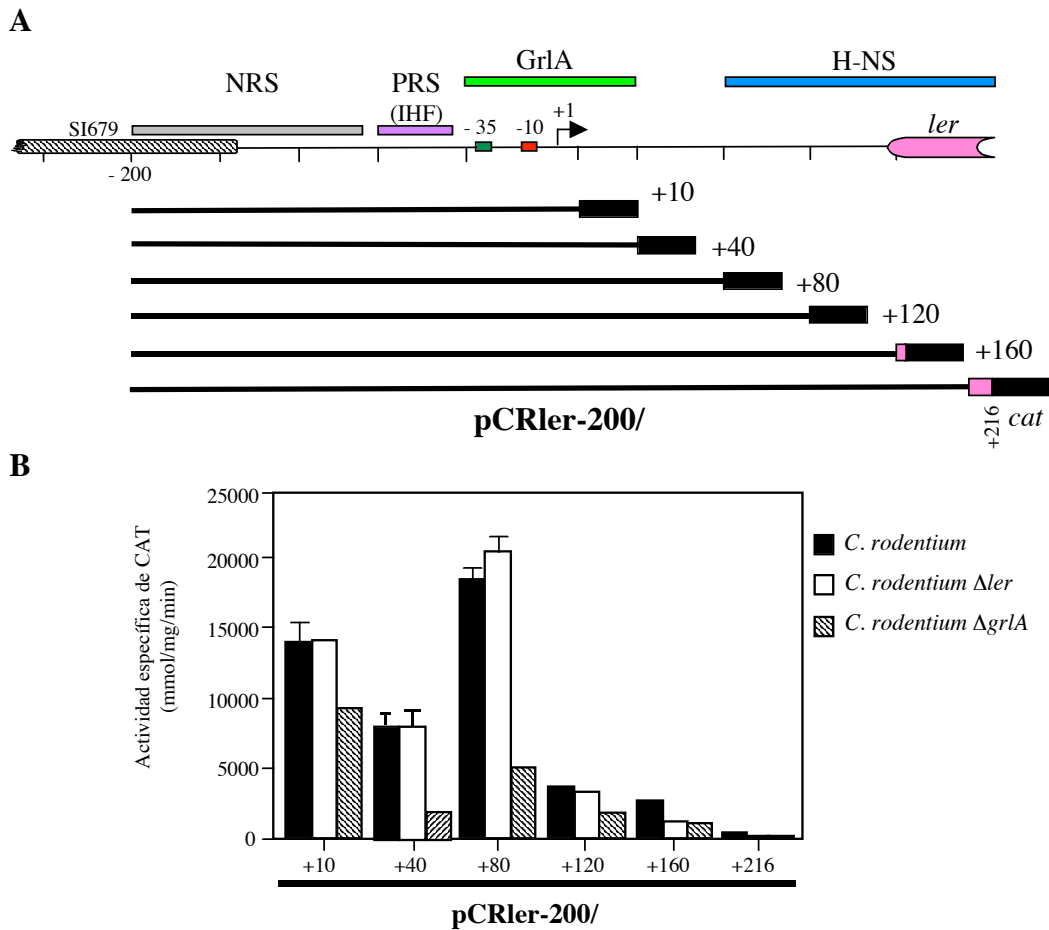 A
NRS
PRS
(IHF)
GrlA
H-NS
SI679
- 35
-10
+1
ler
- 200
+10
+40
+80
+120
+160
+216
cat
pCRler-200/
B
Actividad específica de CAT
(mmol/mg/min)
25000
20000
15000
10000
5000
0
+10
+40
+80
+120
+160
+216
pCRler-200/
C. rodentium
C. rodentium Δler
C. rodentium ΔgrlA